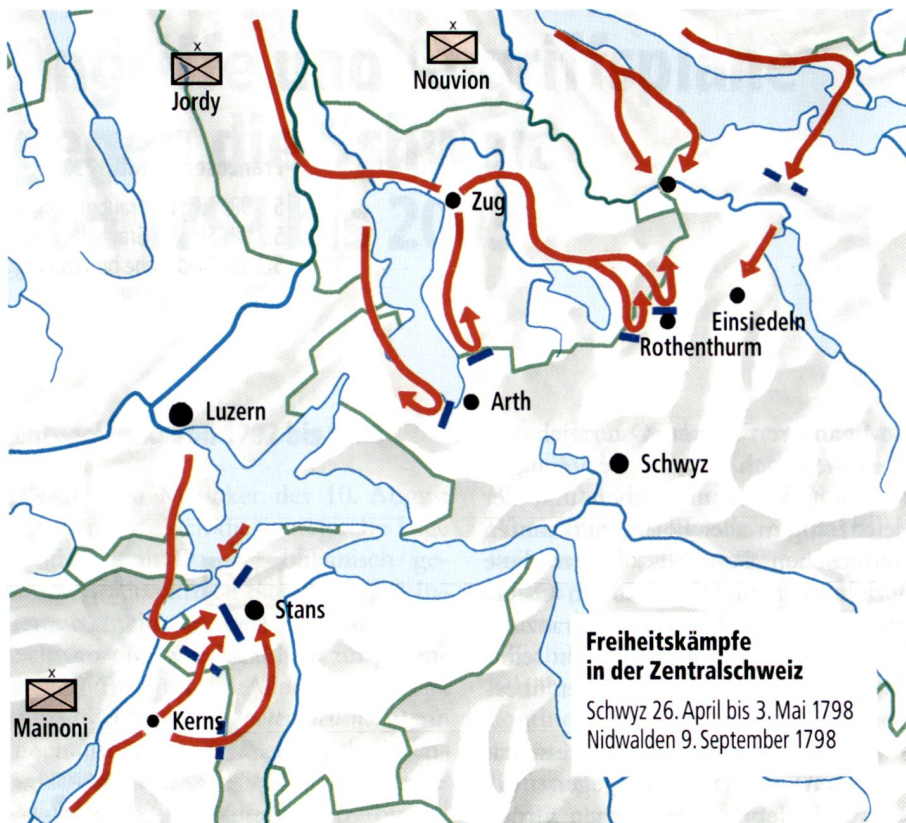 x
Jordy
x
Nouvion
Zug
Einsiedeln
Rothenthurm
Arth
Luzern
Schwyz
Stans
Freiheitskämpfe
in der Zentralschweiz
Schwyz 26. April bis 3. Mai 1798
Nidwalden 9. September 1798
x
Mainoni
Kerns